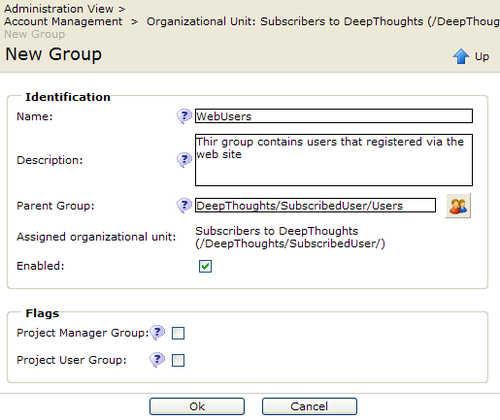 Administration View >
Account Management > Organizational Unit: Subscribers to DeepThoughts (/DeepThoug
New Group
New Group
Up
Identification
Name:
WebUsers
Description:
Thir group contains users that registered via the
web site
Parent Group:
DeepThoughts/SubscribedUser/Users
Assigned organizational unit:
Subscribers to DeepThoughts
(/DeepThoughts/SubscribedUser/)
Enabled:
Flags
Project Manager Group:
Project User Group:
Ok
Cancel